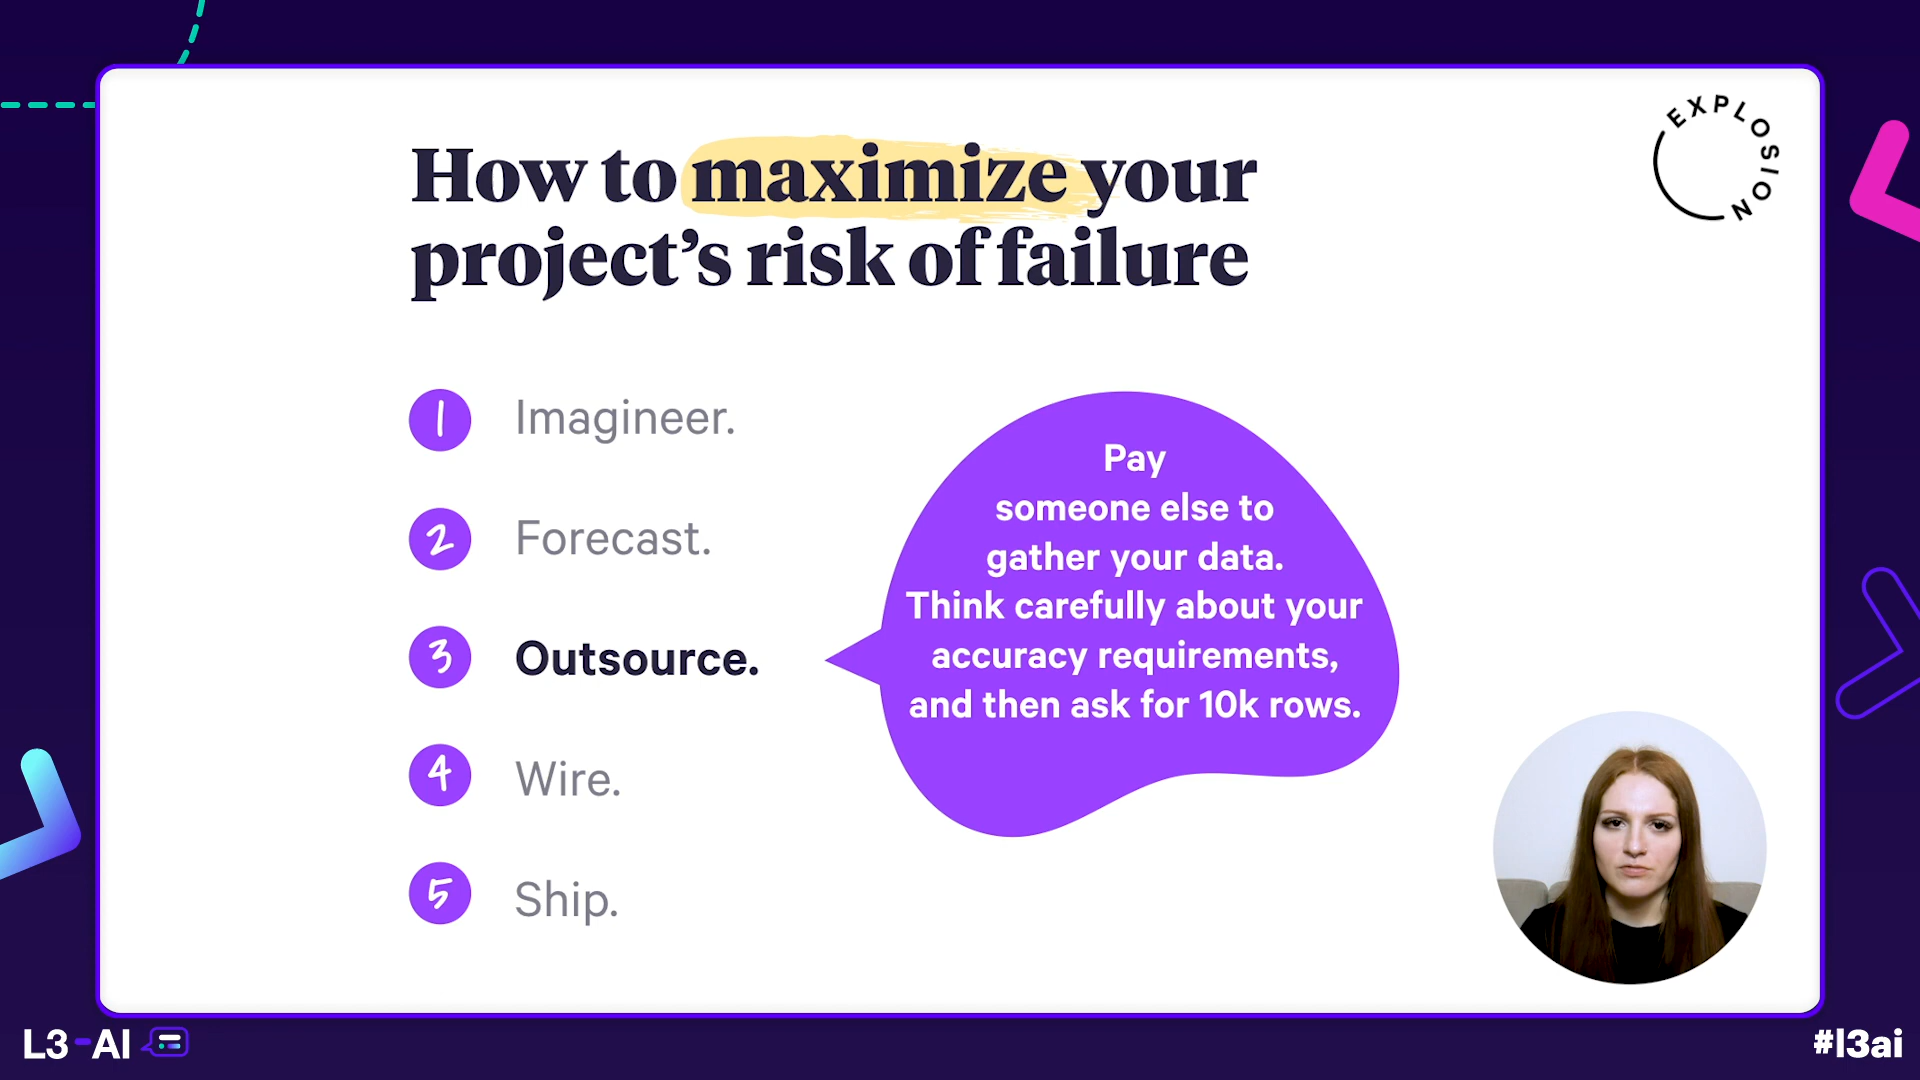 How to maximize your
project’s risk of failure
EXPLOSION
1 Imagineer.
2 Forecast.
3 Outsource.
4 Wire.
5 Ship.
Pay
someone else to
gather your data.
Think carefully about your
accuracy requirements,
and then ask for 10k rows.
L3-AI
#l3ai